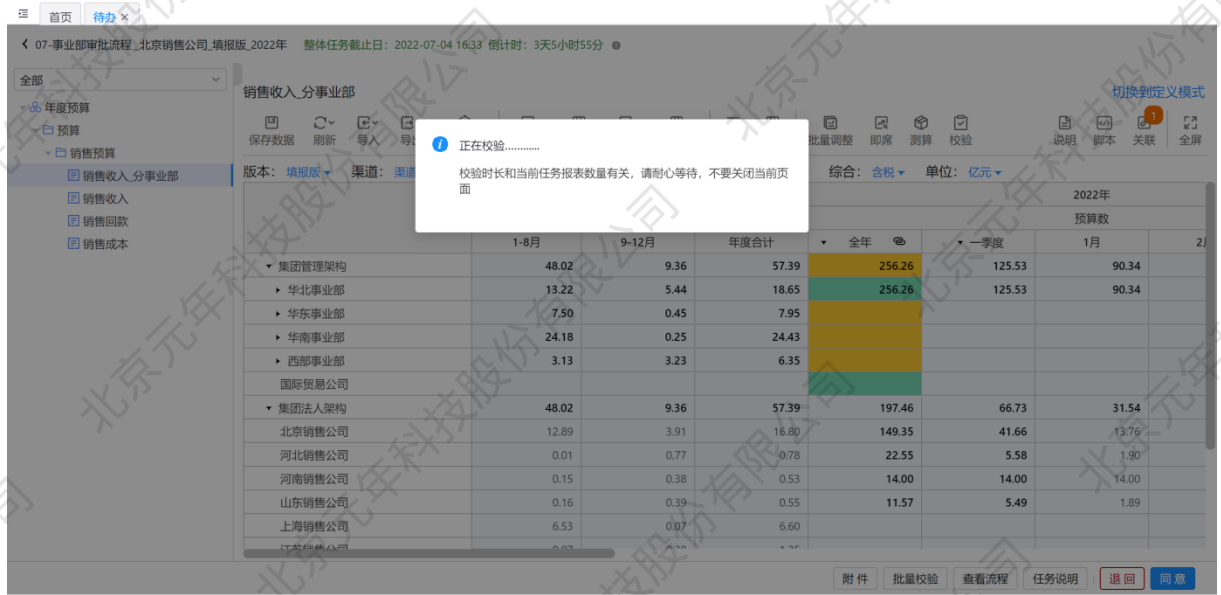 首页 待办 ×
07-事业部审批流程_北京销售公司_填报版_2022年 整体任务截止日：2022-07-04 16:33 倒计时：3天5小时55分
全部
年度预算
预算
销售预算
销售收入_分事业部
销售收入
销售回款
销售成本
销售收入_分事业部 切换到定义模式
保存数据 刷新 导入 导出 批量调整 即席 测算 校验 说明 脚本 关联 1 全屏
正在校验............
校验时长和当前任务报表数量有关，请耐心等待，不要关闭当前页
面
版本：填报版 渠道：渠道 综合：含税 单位：亿元
2022年
预算数
1-8月 9-12月 年度合计 全年 一季度 1月
集团管理架构 48.02 9.36 57.39 256.26 125.53 90.34
华北事业部 13.22 5.44 18.65 256.26 125.53 90.34
华东事业部 7.50 0.45 7.95
华南事业部 24.18 0.25 24.43
西部事业部 3.13 3.23 6.35
国际贸易公司
集团法人架构 48.02 9.36 57.39 197.46 66.73 31.54
北京销售公司 12.89 3.91 16.80 149.35 41.66 13.76
河北销售公司 0.01 0.77 0.78 22.55 5.58 1.90
河南销售公司 0.15 0.38 0.53 14.00 14.00 14.00
山东销售公司 0.16 0.39 0.55 11.57 5.49 1.89
上海销售公司 6.53 0.07 6.60
附件 批量校验 查看流程 任务说明 退回 同意
北京元年科技股份有限公司